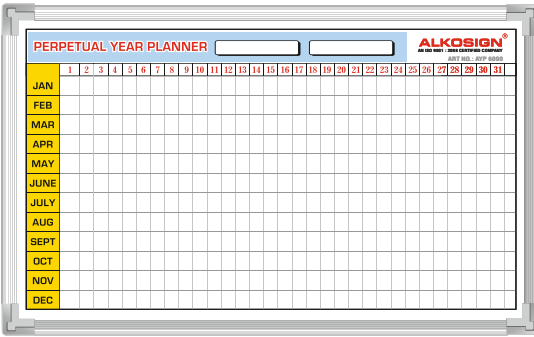 PERPETUAL YEAR PLANNER
ALKOSIGN®
AN ISO 9001 : 2008 CERTIFIED COMPANY
ART NO.: AYP 6090
1 2 3 4 5 6 7 8 9 10 11 12 13 14 15 16 17 18 19 20 21 22 23 24 25 26 27 28 29 30 31
JAN
FEB
MAR
APR
MAY
JUNE
JULY
AUG
SEPT
OCT
NOV
DEC